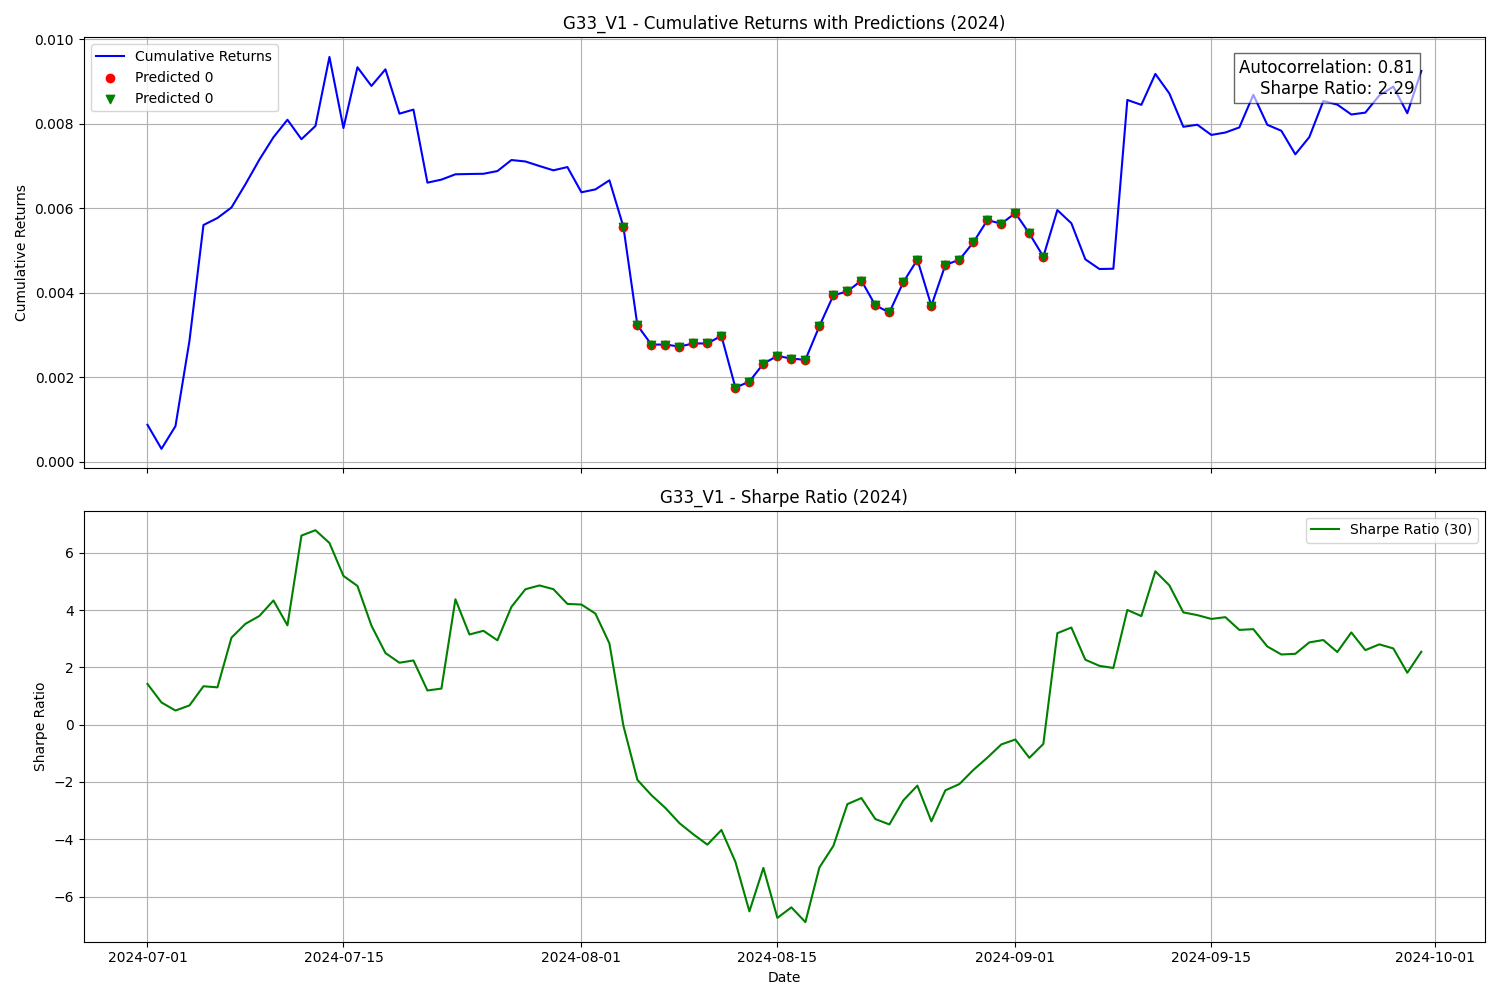 G33_V1 - Cumulative Returns with Predictions (2024)
Cumulative Returns
Predicted 0
Predicted 0
Autocorrelation: 0.81
Sharpe Ratio: 2.29
Cumulative Returns
0.010
0.008
0.006
0.004
0.002
0.000
G33_V1 - Sharpe Ratio (2024)
Sharpe Ratio (30)
Sharpe Ratio
6
4
2
0
−2
−4
−6
2024-07-01
2024-07-15
2024-08-01
2024-08-15
2024-09-01
2024-09-15
2024-10-01
Date